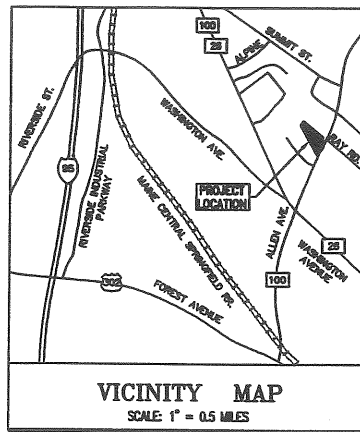 100
26
SUMMIT ST.
ALPINE
RIVERSIDE ST.
WASHINGTON AVE.
RAY RD.
95
RIVERSIDE INDUSTRIAL
PARKWAY
PROJECT
LOCATION
MAINE CENTRAL SPRINGFIELD RR.
ALLEN AVE.
26
WASHINGTON
AVENUE
302
FOREST AVENUE
100
VICINITY MAP
SCALE: 1" = 0.5 MILES